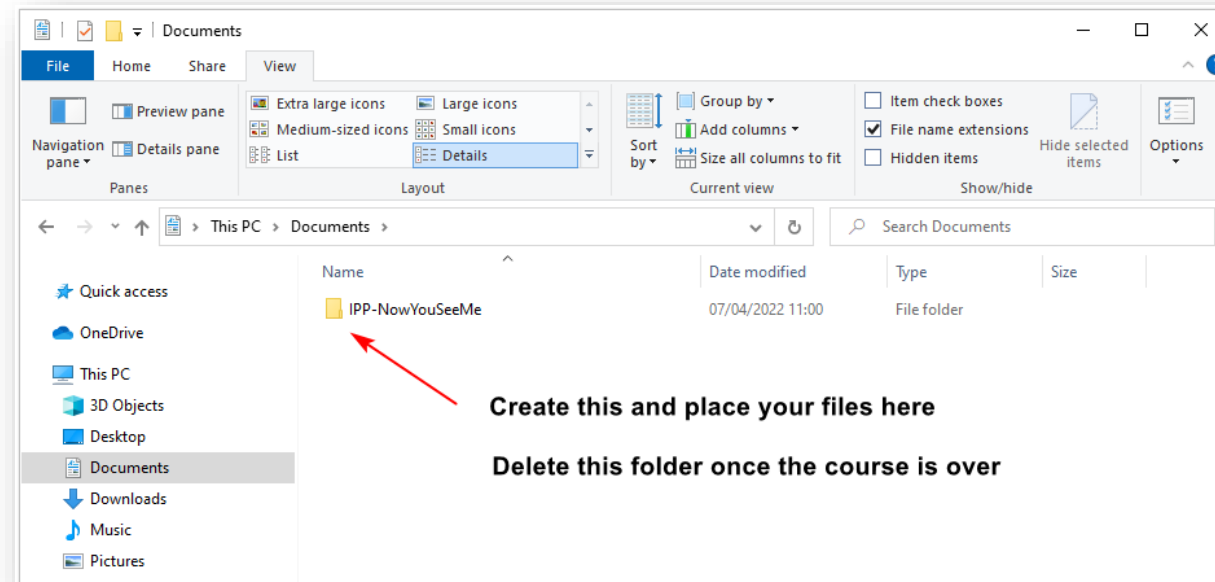 Documents
File Home Share View
Navigation pane
Preview pane
Details pane
Panes
Extra large icons Large icons
Medium-sized icons Small icons
List Details
Layout
Sort by
Group by
Add columns
Size all columns to fit
Current view
Item check boxes
File name extensions
Hidden items
Hide selected items
Show/hide
Options
This PC > Documents >
Search Documents
Name Date modified Type Size
IPP-NowYouSeeMe 07/04/2022 11:00 File folder
Quick access
OneDrive
This PC
3D Objects
Desktop
Documents
Downloads
Music
Pictures
Create this and place your files here
Delete this folder once the course is over